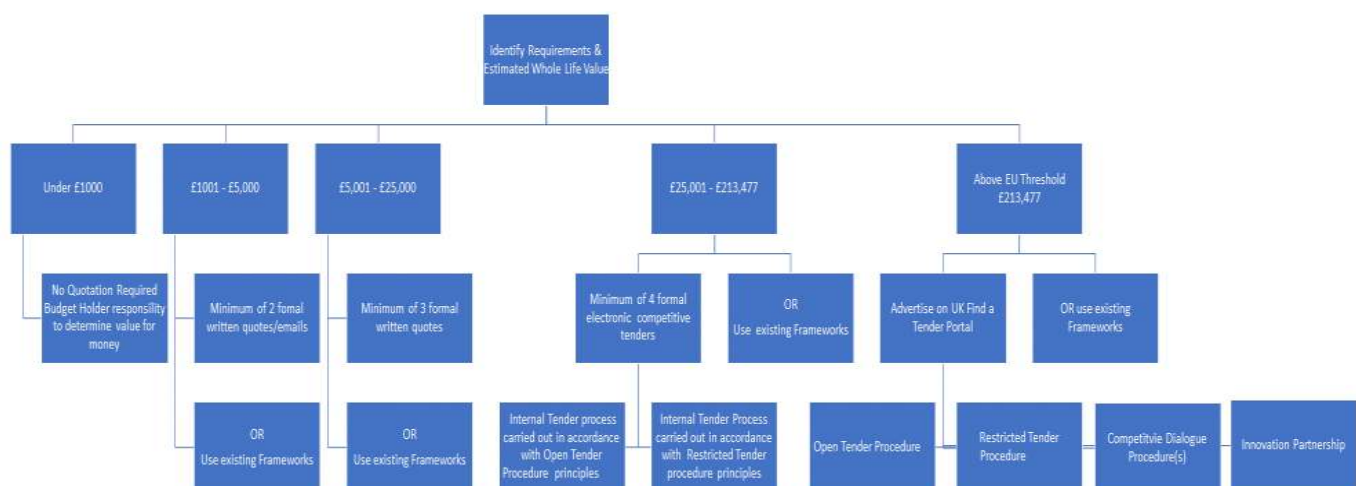 Identify Requirements &
Estimated Whole Life Value
Under £1000
£1001 - £5,000
£5,001 - £25,000
£25,001 - £213,477
Above EU Threshold
£213,477
No Quotation Required
Budget Holder responsility
to determine value for
money
Minimum of 2 fomal
written quotes/emails
Minimum of 3 formal
written quotes
Minimum of 4 formal
electronic competitive
tenders
OR
Use existing Frameworks
Advertise on UK Find a
Tender Portal
OR use existing
Frameworks
OR
Use existing Frameworks
OR
Use existing Frameworks
Internal Tender process
carried out in accordance
with Open Tender
Procedure principles
Internal Tender Process
carried out in accordance
with Restricted Tender
procedure principles
Open Tender Procedure
Restricted Tender
Procedure
Competitvie Dialogue
Procedure(s)
Innovation Partnership